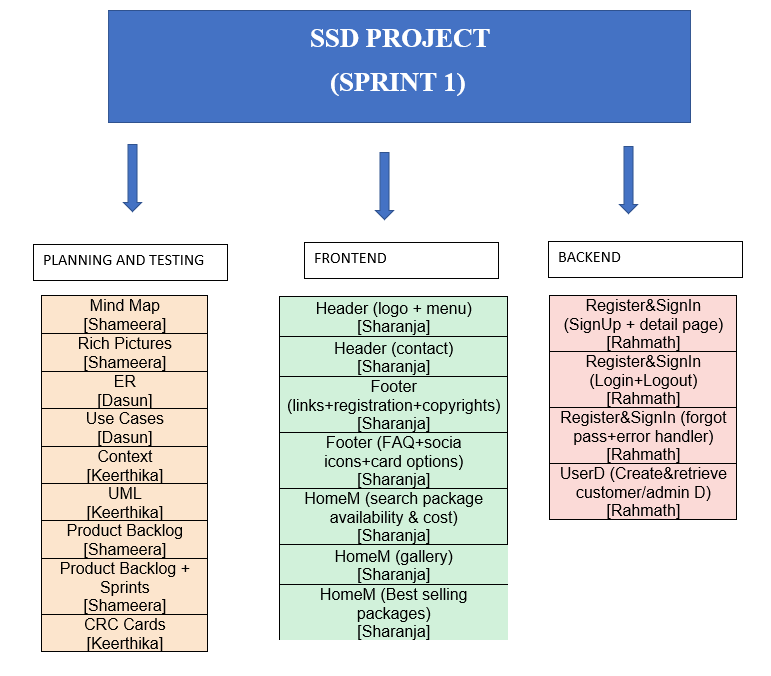 SSD PROJECT
(SPRINT 1)
PLANNING AND TESTING
Mind Map
[Shameera]
Rich Pictures
[Shameera]
ER
[Dasun]
Use Cases
[Dasun]
Context
[Keerthika]
UML
[Keerthika]
Product Backlog
[Shameera]
Product Backlog +
Sprints
[Shameera]
CRC Cards
[Keerthika]
FRONTEND
Header (logo + menu)
[Sharanja]
Header (contact)
[Sharanja]
Footer
(links+registration+copyrights)
[Sharanja]
Footer (FAQ+socia
icons+card options)
[Sharanja]
HomeM (search package
availability & cost)
[Sharanja]
HomeM (gallery)
[Sharanja]
HomeM (Best selling
packages)
[Sharanja]
BACKEND
Register&SignIn
(SignUp + detail page)
[Rahmath]
Register&SignIn
(Login+Logout)
[Rahmath]
Register&SignIn (forgot
pass+error handler)
[Rahmath]
UserD (Create&retrieve
customer/admin D)
[Rahmath]